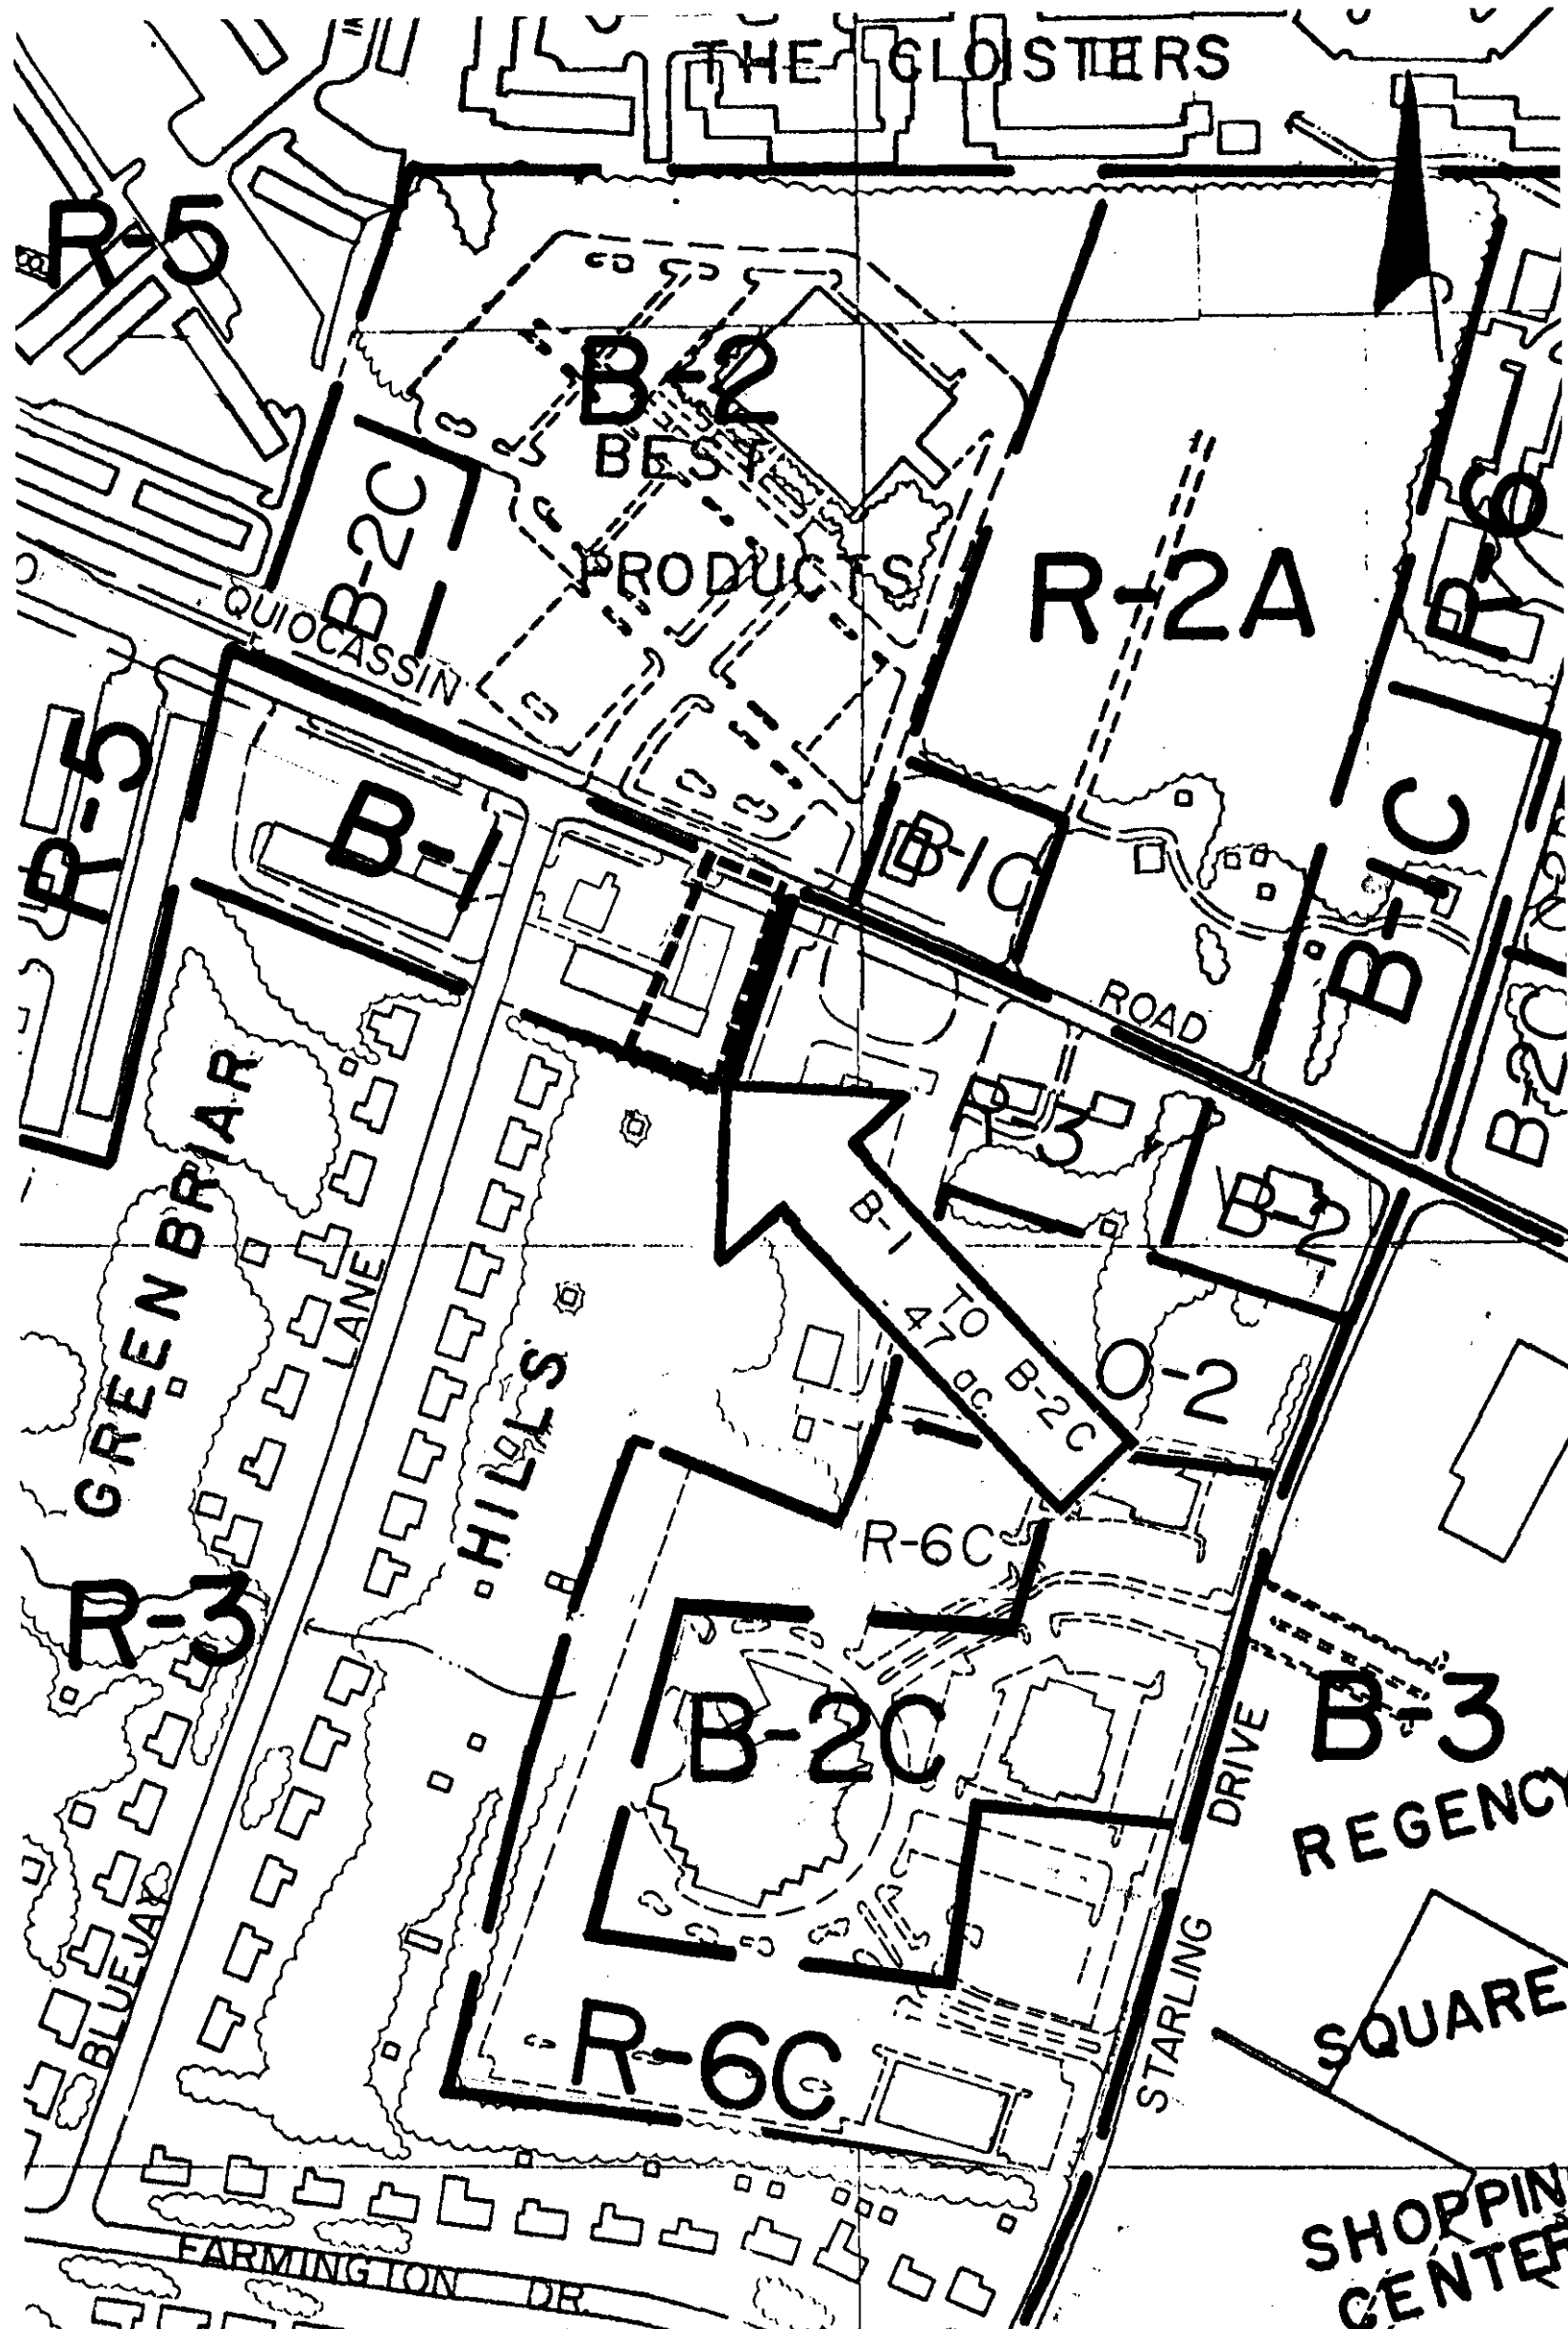 THE CLOISTERS
R-5
B-2
BEST
PRODUCTS
B-2C
R-2A
R-6
QUIOCASSIN
ROAD
R-5
B-1
B-1C
B-1C
B-2C
R-3
B-2
B-1 TO B-2C
.47 ac.
O-2
GREENBRIAR
HILLS
LANE
BLUEJAY
R-3
R-6C
B-2C
B-3
REGENCY
SQUARE
SHOPPIN
CENTER
DRIVE
STARLING
R-6C
FARMINGTON DR.